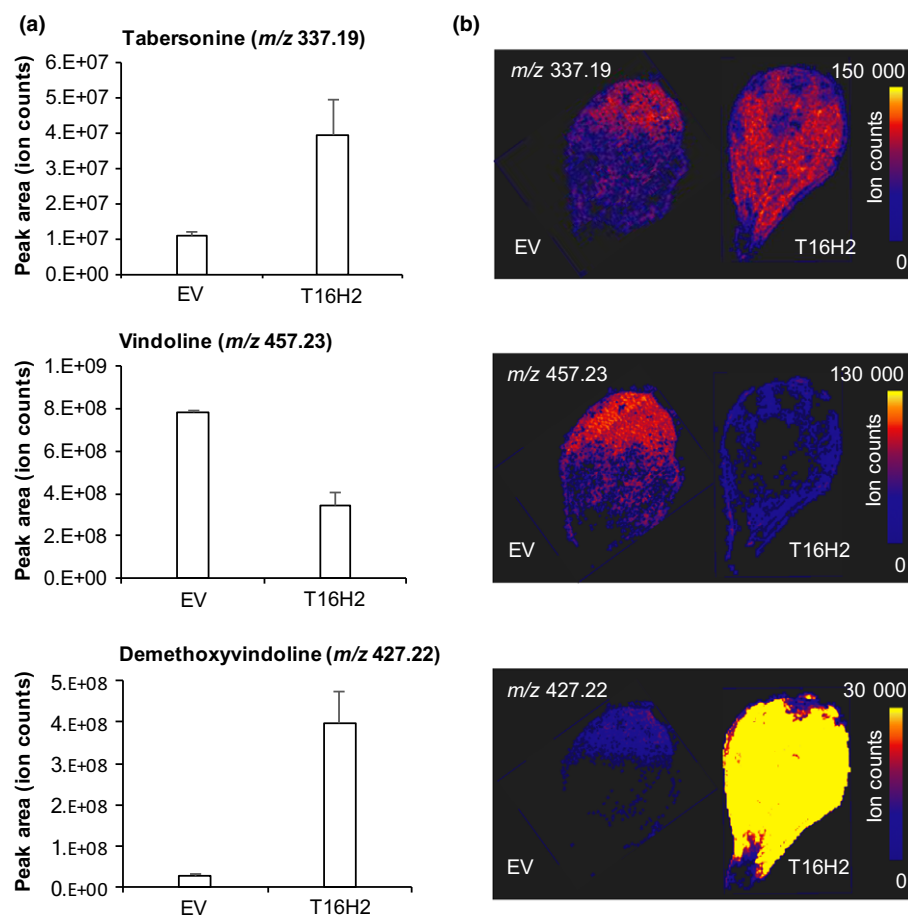 (a)
Tabersonine (m/z 337.19)
Peak area (ion counts)
6.E+07
5.E+07
4.E+07
3.E+07
2.E+07
1.E+07
0.E+00
EV
T16H2
Vindoline (m/z 457.23)
Peak area (ion counts)
1.E+09
8.E+08
6.E+08
4.E+08
2.E+08
0.E+00
EV
T16H2
Demethoxyvindoline (m/z 427.22)
Peak area (ion counts)
5.E+08
4.E+08
3.E+08
2.E+08
1.E+08
0.E+00
EV
T16H2
(b)
m/z 337.19
150 000
Ion counts
0
EV
T16H2
m/z 457.23
130 000
Ion counts
0
EV
T16H2
m/z 427.22
30 000
Ion counts
0
EV
T16H2